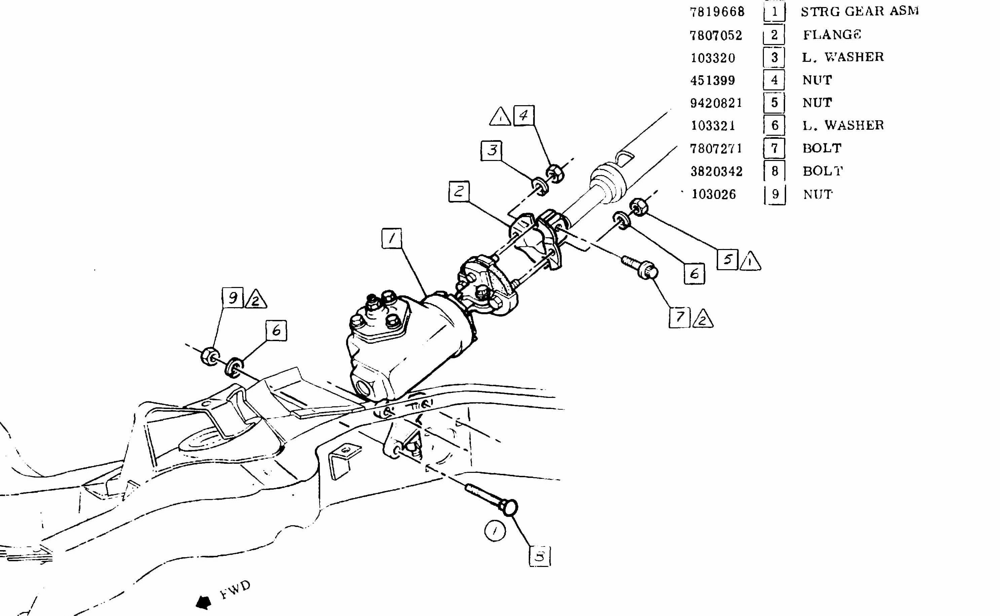 7819668 1 STRG GEAR ASM
7807052 2 FLANGE
103320 3 L. WASHER
451399 4 NUT
9420821 5 NUT
103321 6 L. WASHER
7807271 7 BOLT
3820342 8 BOLT
103026 9 NUT
1 4
3
2
1
5 1
6
7 2
9 2
6
1
8
FWD